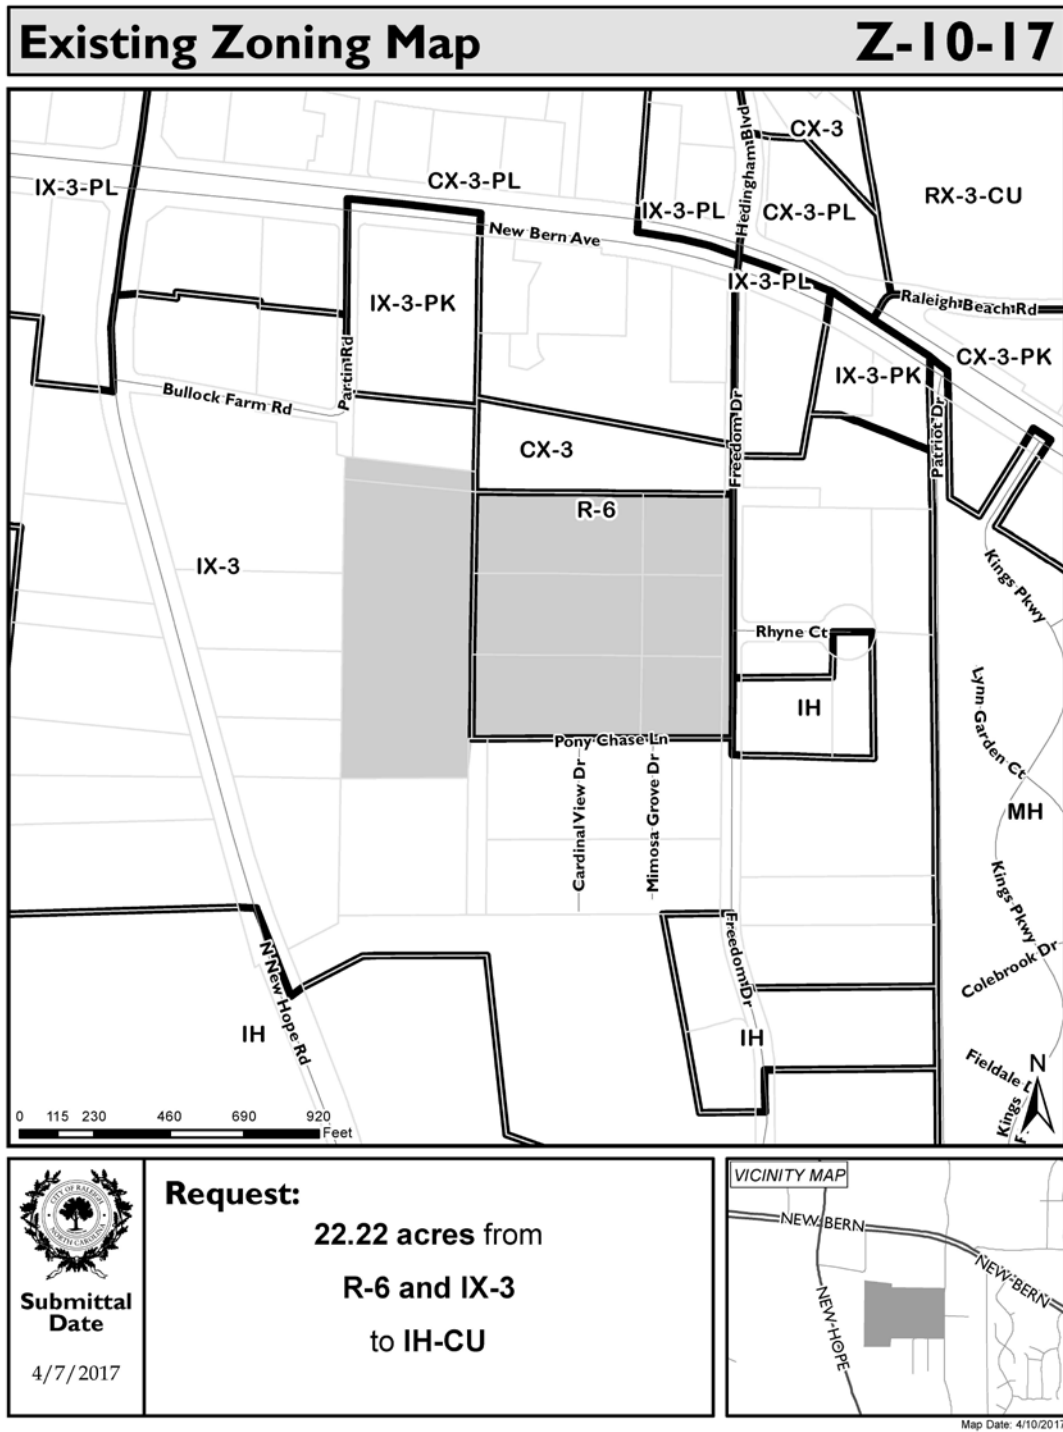 Existing Zoning Map
Z-10-17
CX-3
IX-3-PL
CX-3-PL
RX-3-CU
IX-3-PL
CX-3-PL
Hedingham Blvd
New Bern Ave
IX-3-PL
Raleigh Beach Rd
IX-3-PK
CX-3-PK
Partin Rd
IX-3-PK
Bullock Farm Rd
Freedom Dr
Patriot Dr
CX-3
R-6
IX-3
Kings Pkwy
Rhyne Ct
IH
Lynn Garden Ct
Pony Chase Ln
Cardinal View Dr
Mimosa Grove Dr
MH
Kings Pkwy
Freedom Dr
Colebrook Dr
N New Hope Rd
IH
IH
Fieldale
N
Kings
F.
0 115 230 460 690 920
Feet
CITY OF RALEIGH
NORTH CAROLINA
Submittal
Date
4/7/2017
Request:
22.22 acres from
R-6 and IX-3
to IH-CU
VICINITY MAP
NEW BERN
NEW-BERN
NEW-HOPE
Map Date: 4/10/2017